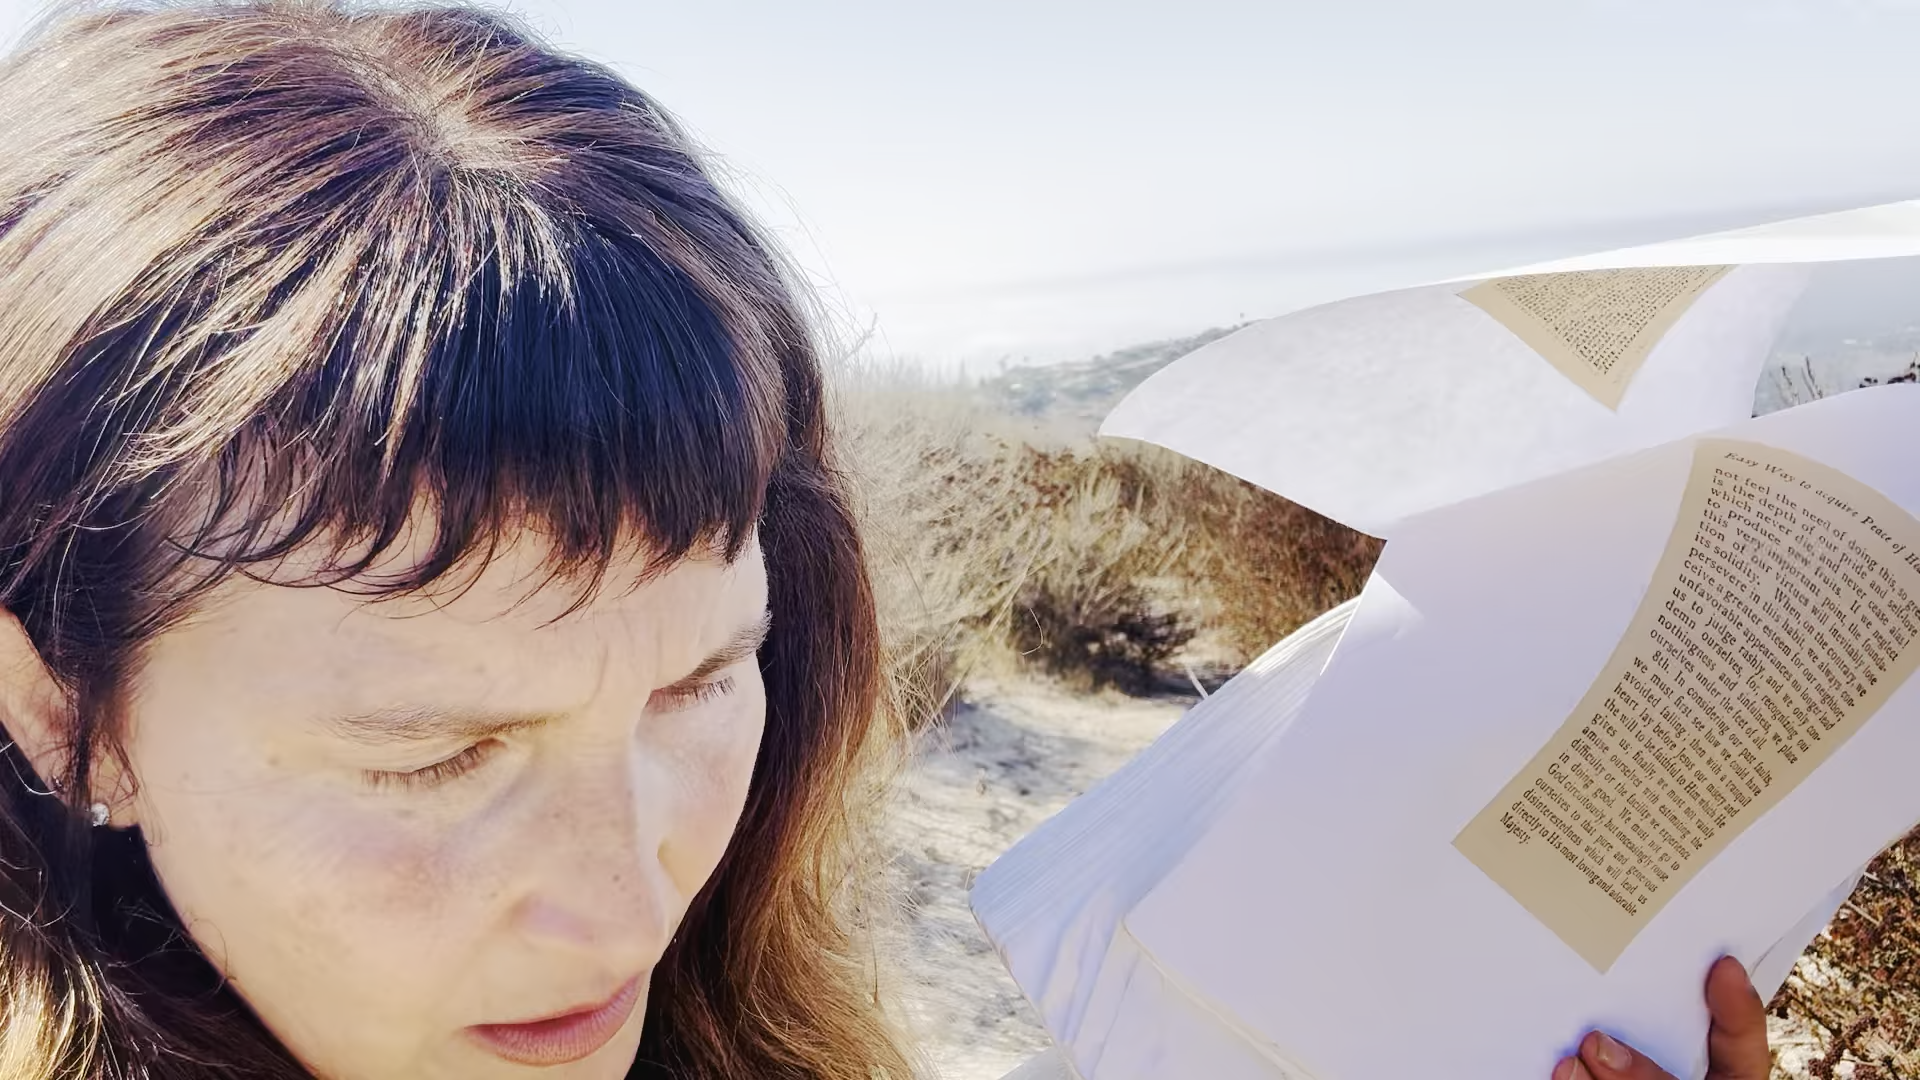 Easy Way to acquire Peace of He
not feel the need of doing this, so gre
is the depth of our pride and self-love
which never die, and never cease also
to produce new fruits. If we neglect
this very important point, the founda-
tion of our virtues will inevitably lose
its solidity. When, on the contrary, we
persevere in this habit, we always con-
ceive a greater esteem for our neighbor;
unfavorable appearances no longer lead
us to judge rashly, and we only con-
demn ourselves, for, recognizing our
nothingness and sinfulness, we place
ourselves under the feet of all.
8th. In considering our past faults,
we must first see how we could have
avoided falling; then with a tranquil
heart lay before Jesus our misery and
the will to be faithful to Him which He
gives us; finally, we must not vainly
amuse ourselves with estimating the
difficulty or the facility we experience
in doing good. We must not go to
God circuitously, but unceasingly rouse
ourselves to that pure and generous
disinterestedness which will lead us
directly to His most loving and adorable
Majesty.